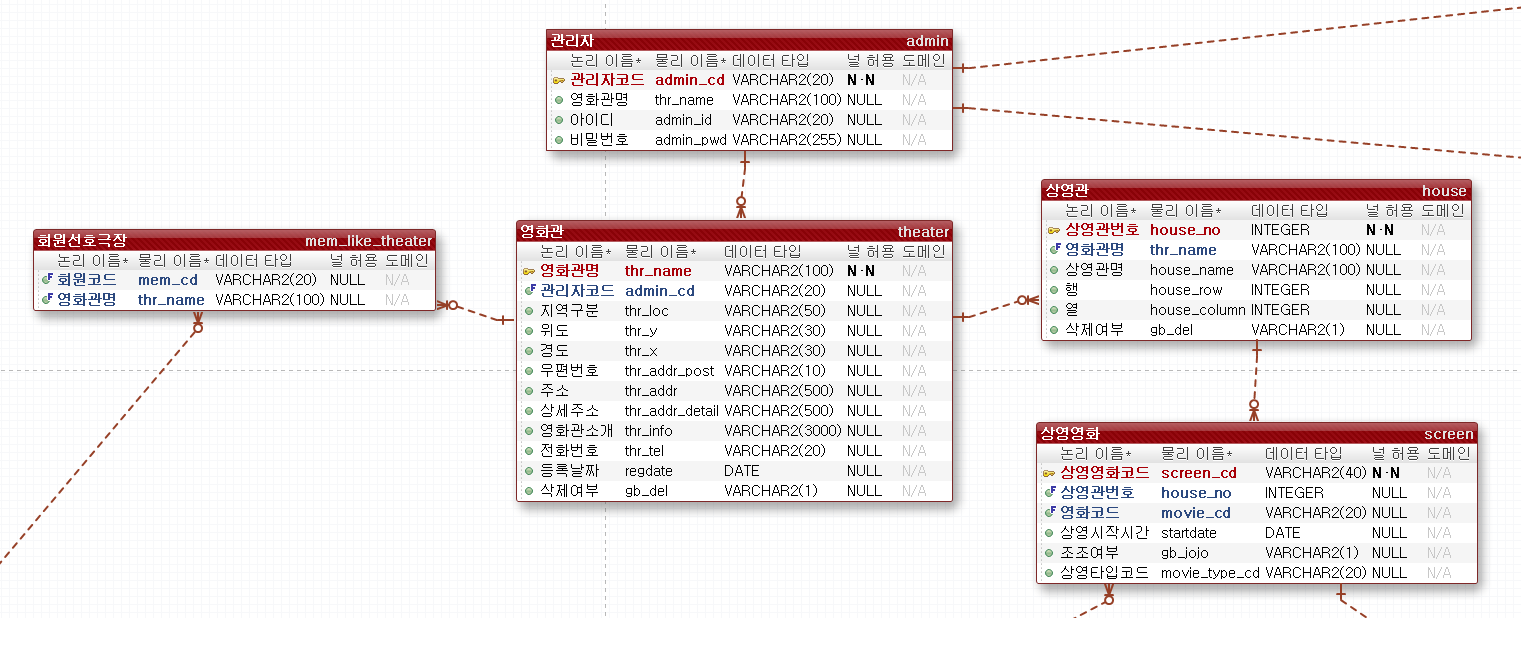 관리자 admin
논리 이름* 물리 이름* 데이터 타입 널 허용 도메인
관리자코드 admin_cd VARCHAR2(20) N·N N/A
영화관명 thr_name VARCHAR2(100) NULL N/A
아이디 admin_id VARCHAR2(20) NULL N/A
비밀번호 admin_pwd VARCHAR2(255) NULL N/A
회원선호극장 mem_like_theater
논리 이름* 물리 이름* 데이터 타입 널 허용 도메인
회원코드 mem_cd VARCHAR2(20) NULL N/A
영화관명 thr_name VARCHAR2(100) NULL N/A
영화관 theater
논리 이름* 물리 이름* 데이터 타입 널 허용 도메인
영화관명 thr_name VARCHAR2(100) N·N N/A
관리자코드 admin_cd VARCHAR2(20) NULL N/A
지역구분 thr_loc VARCHAR2(50) NULL N/A
위도 thr_y VARCHAR2(30) NULL N/A
경도 thr_x VARCHAR2(30) NULL N/A
우편번호 thr_addr_post VARCHAR2(10) NULL N/A
주소 thr_addr VARCHAR2(500) NULL N/A
상세주소 thr_addr_detail VARCHAR2(500) NULL N/A
영화관소개 thr_info VARCHAR2(3000) NULL N/A
전화번호 thr_tel VARCHAR2(20) NULL N/A
등록날짜 regdate DATE NULL N/A
삭제여부 gb_del VARCHAR2(1) NULL N/A
상영관 house
논리 이름* 물리 이름* 데이터 타입 널 허용 도메인
상영관번호 house_no INTEGER N·N N/A
영화관명 thr_name VARCHAR2(100) NULL N/A
상영관명 house_name VARCHAR2(100) NULL N/A
행 house_row INTEGER NULL N/A
열 house_column INTEGER NULL N/A
삭제여부 gb_del VARCHAR2(1) NULL N/A
상영영화 screen
논리 이름* 물리 이름* 데이터 타입 널 허용 도메인
상영영화코드 screen_cd VARCHAR2(40) N·N N/A
상영관번호 house_no INTEGER NULL N/A
영화코드 movie_cd VARCHAR2(20) NULL N/A
상영시작시간 startdate DATE NULL N/A
조조여부 gb_jojo VARCHAR2(1) NULL N/A
상영타입코드 movie_type_cd VARCHAR2(20) NULL N/A